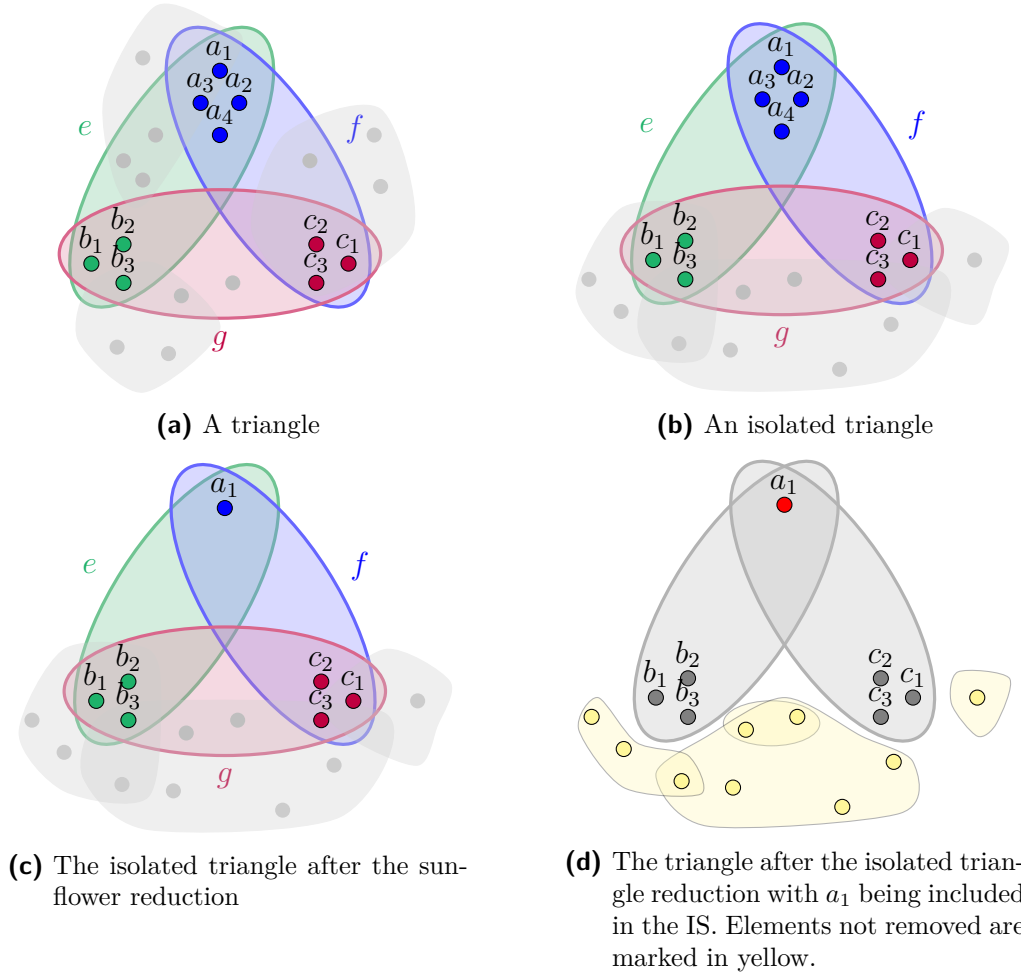 a₁
a₃ a₂
a₄
e
f
b₂
b₁
b₃
c₂
c₁
c₃
g
(a) A triangle
a₁
a₃ a₂
a₄
e
f
b₂
b₁
b₃
c₂
c₁
c₃
g
(b) An isolated triangle
a₁
e
f
b₂
b₁
b₃
c₂
c₁
c₃
g
(c) The isolated triangle after the sun-
flower reduction
a₁
b₂
b₁
b₃
c₂
c₁
c₃
(d) The triangle after the isolated trian-
gle reduction with a₁ being included
in the IS. Elements not removed are
marked in yellow.